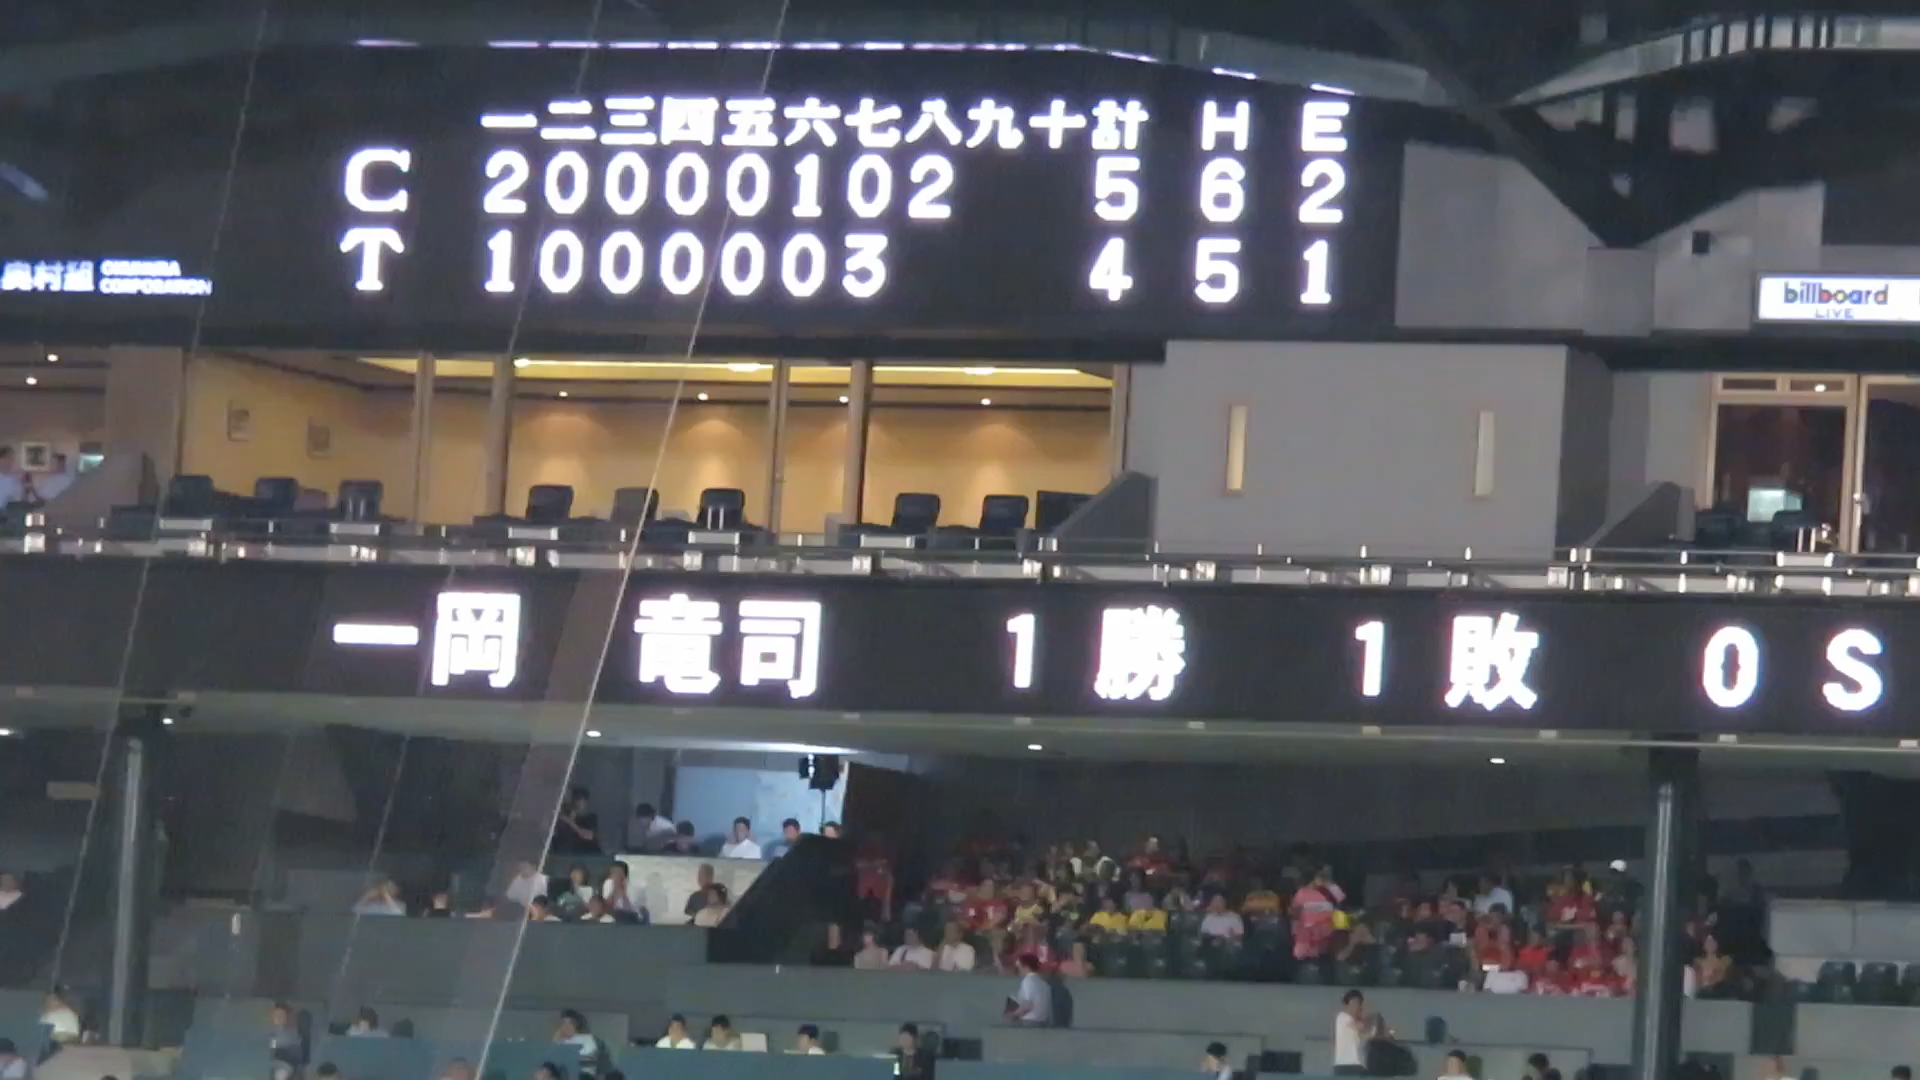 一二三四五六七八九十計 H E
C 20000102 5 6 2
T 1000003 4 5 1
奥村組 OKUMURA CORPORATION
billboard LIVE
一岡 竜司 1勝 1敗 0S